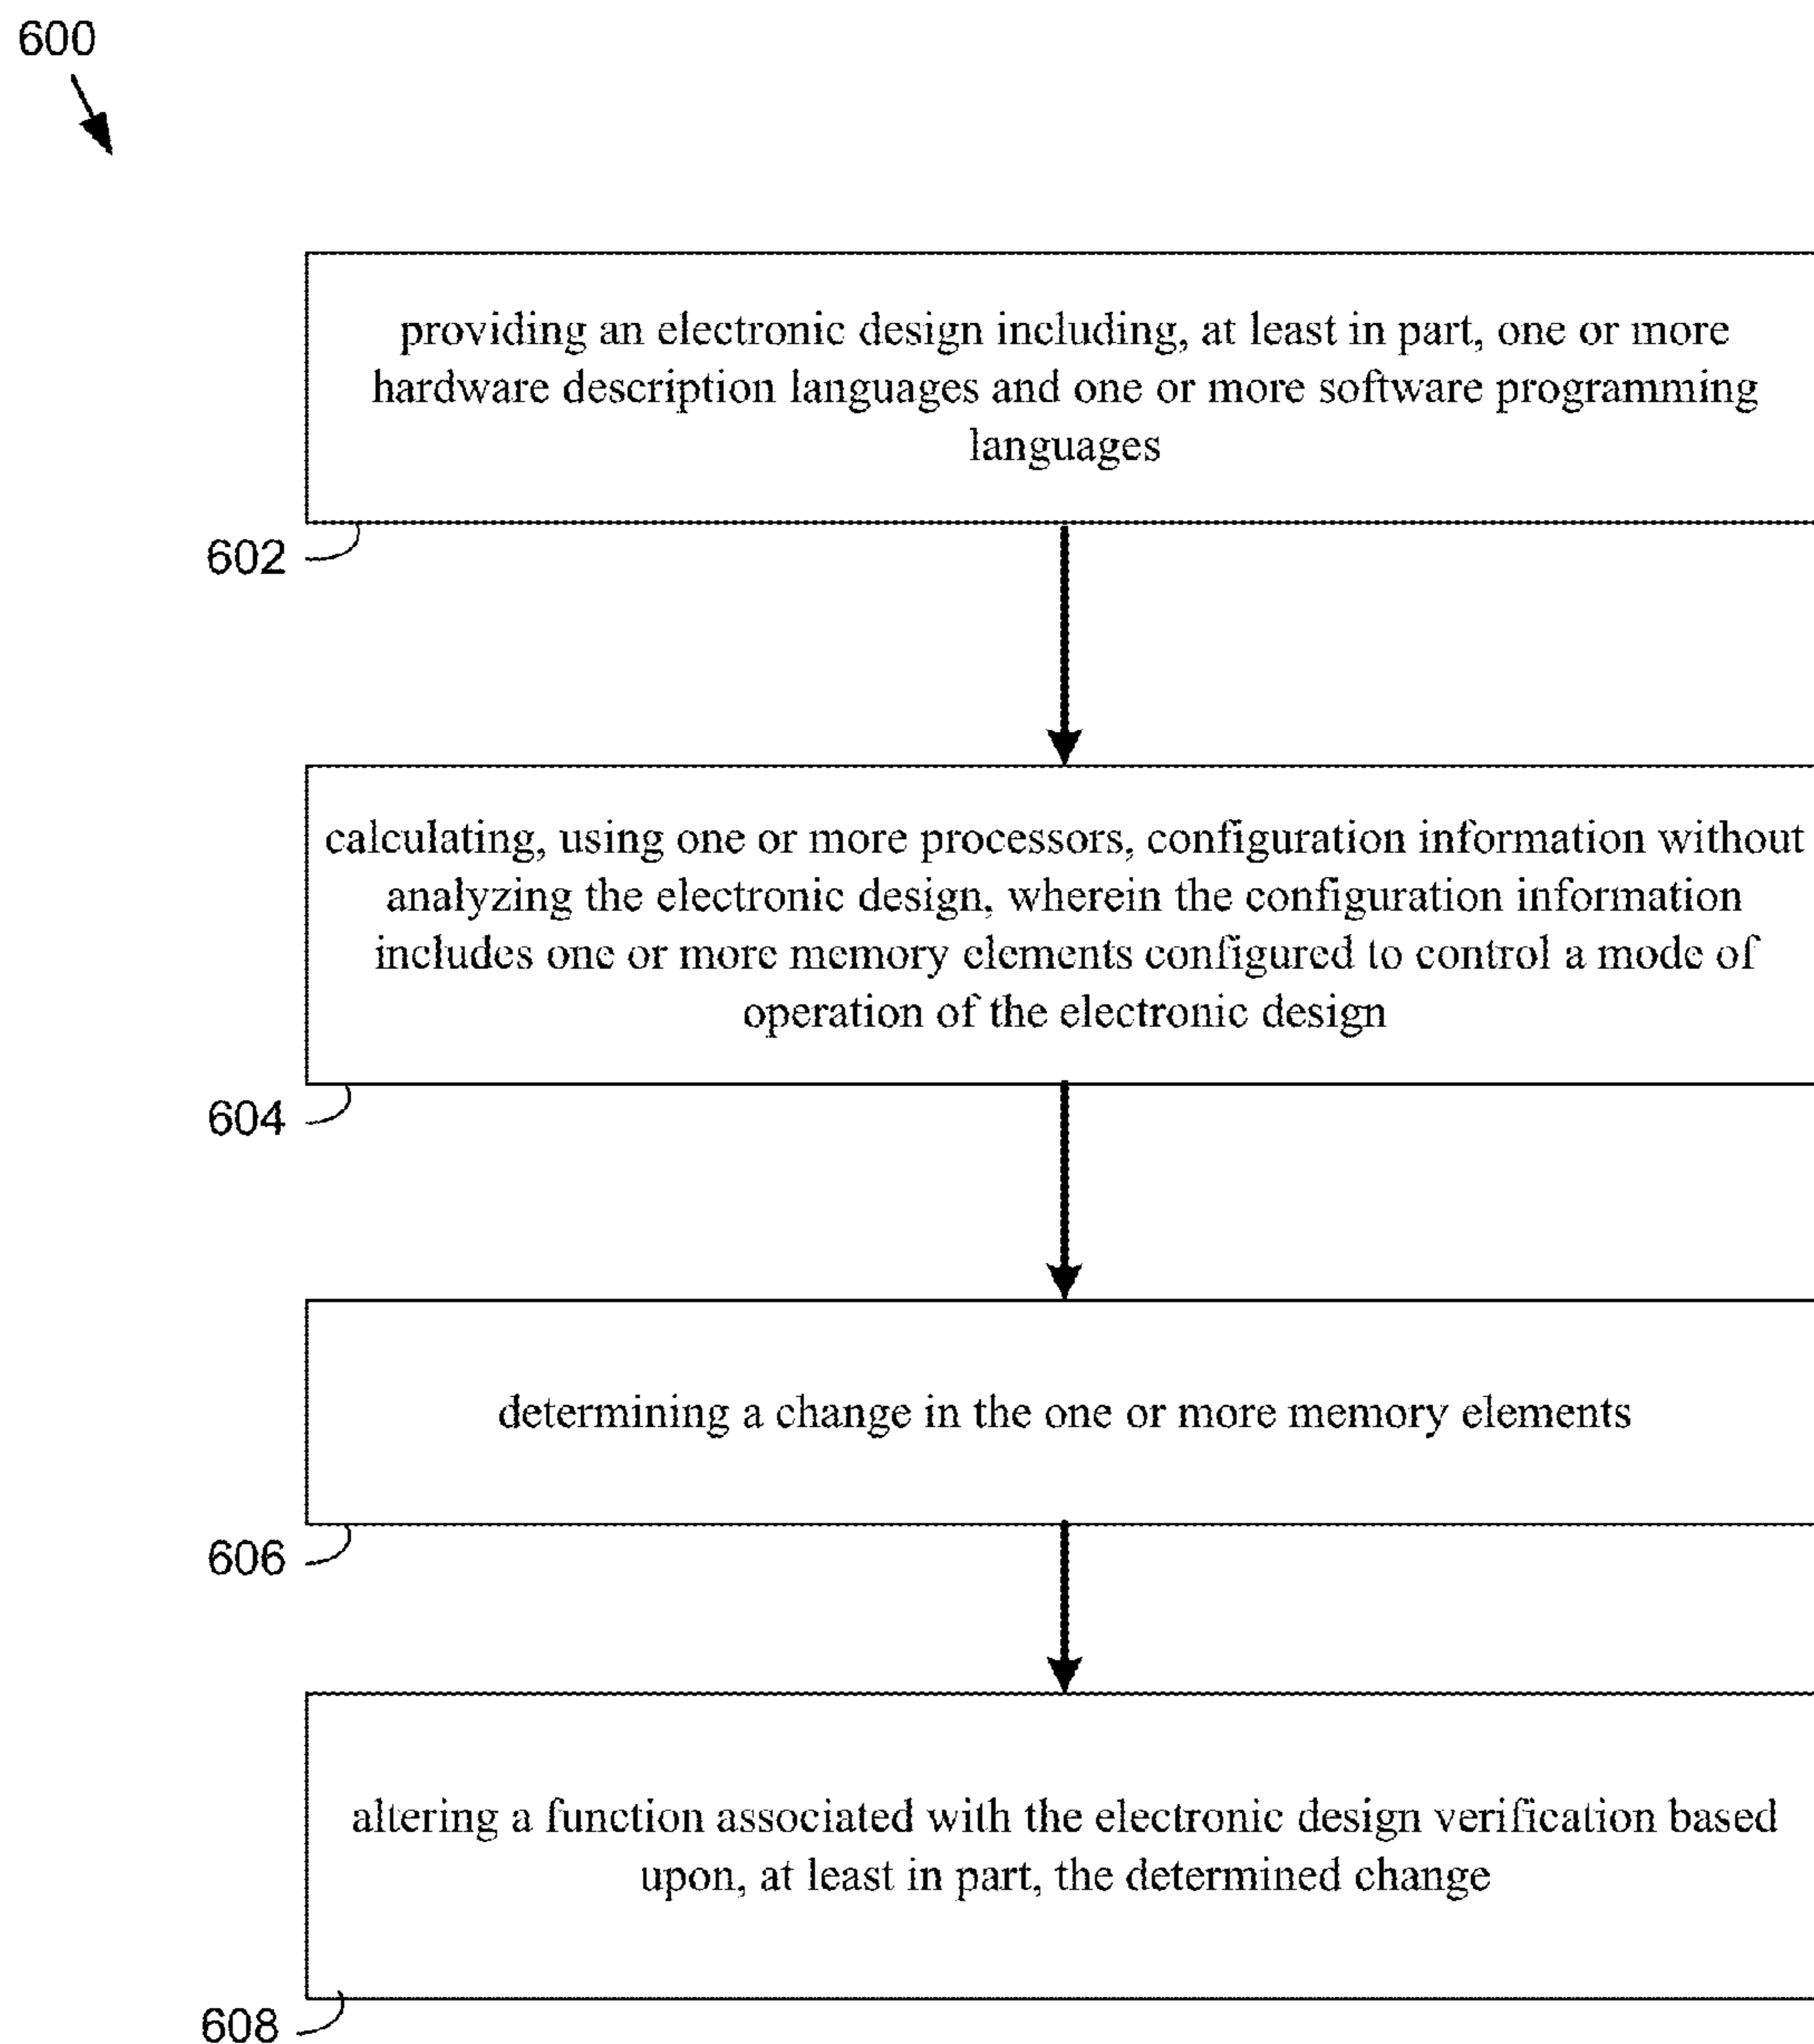 600
providing an electronic design including, at least in part, one or more
hardware description languages and one or more software programming
languages
602
calculating, using one or more processors, configuration information without
analyzing the electronic design, wherein the configuration information
includes one or more memory elements configured to control a mode of
operation of the electronic design
604
determining a change in the one or more memory elements
606
altering a function associated with the electronic design verification based
upon, at least in part, the determined change
608